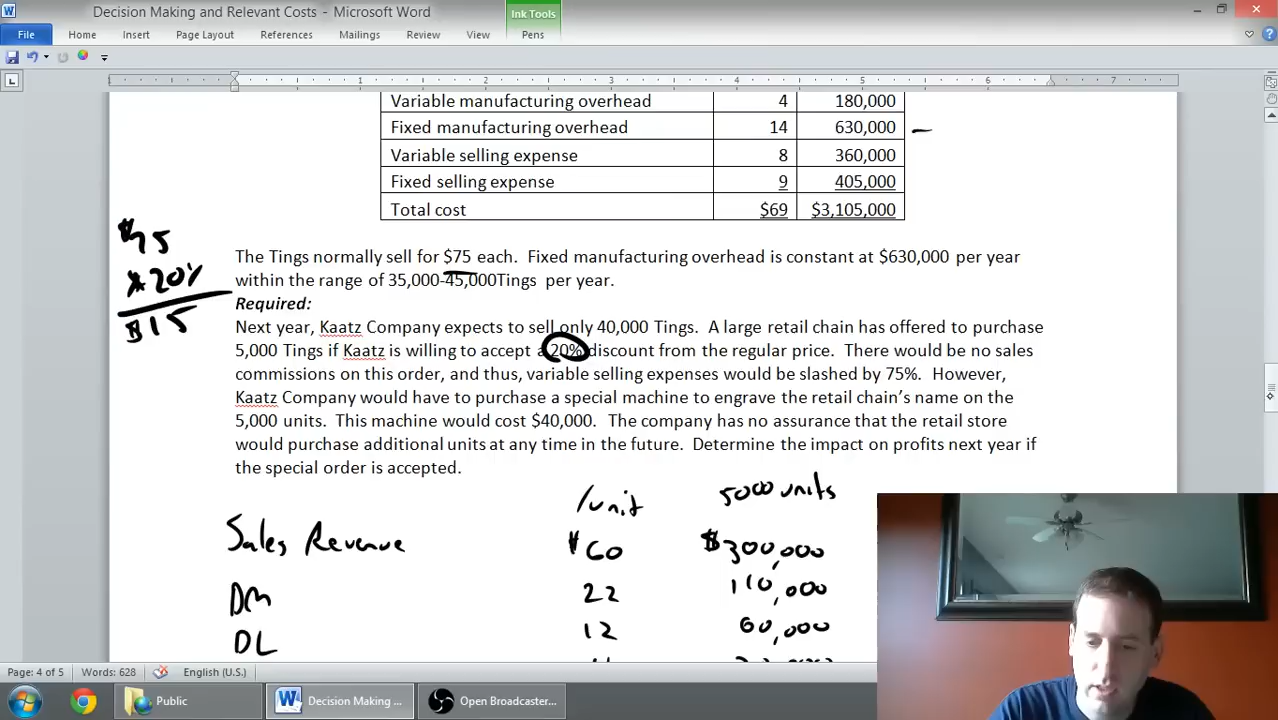 Decision Making and Relevant Costs - Microsoft Word
Ink Tools
File Home Insert Page Layout References Mailings Review View Pens
Variable manufacturing overhead 4 180,000
Fixed manufacturing overhead 14 630,000
Variable selling expense 8 360,000
Fixed selling expense 9 405,000
Total cost $69 $3,105,000
$75
x 20%
$15
The Tings normally sell for $75 each. Fixed manufacturing overhead is constant at $630,000 per year
within the range of 35,000-45,000Tings per year.
Required:
Next year, Kaatz Company expects to sell only 40,000 Tings. A large retail chain has offered to purchase
5,000 Tings if Kaatz is willing to accept a 20% discount from the regular price. There would be no sales
commissions on this order, and thus, variable selling expenses would be slashed by 75%. However,
Kaatz Company would have to purchase a special machine to engrave the retail chain's name on the
5,000 units. This machine would cost $40,000. The company has no assurance that the retail store
would purchase additional units at any time in the future. Determine the impact on profits next year if
the special order is accepted.
/unit 5000 units
Sales Revenue $60 $300,000
DM 22 110,000
DL 12 60,000
Page: 4 of 5 Words: 628 English (U.S.)
Public Decision Making ... Open Broadcaster...